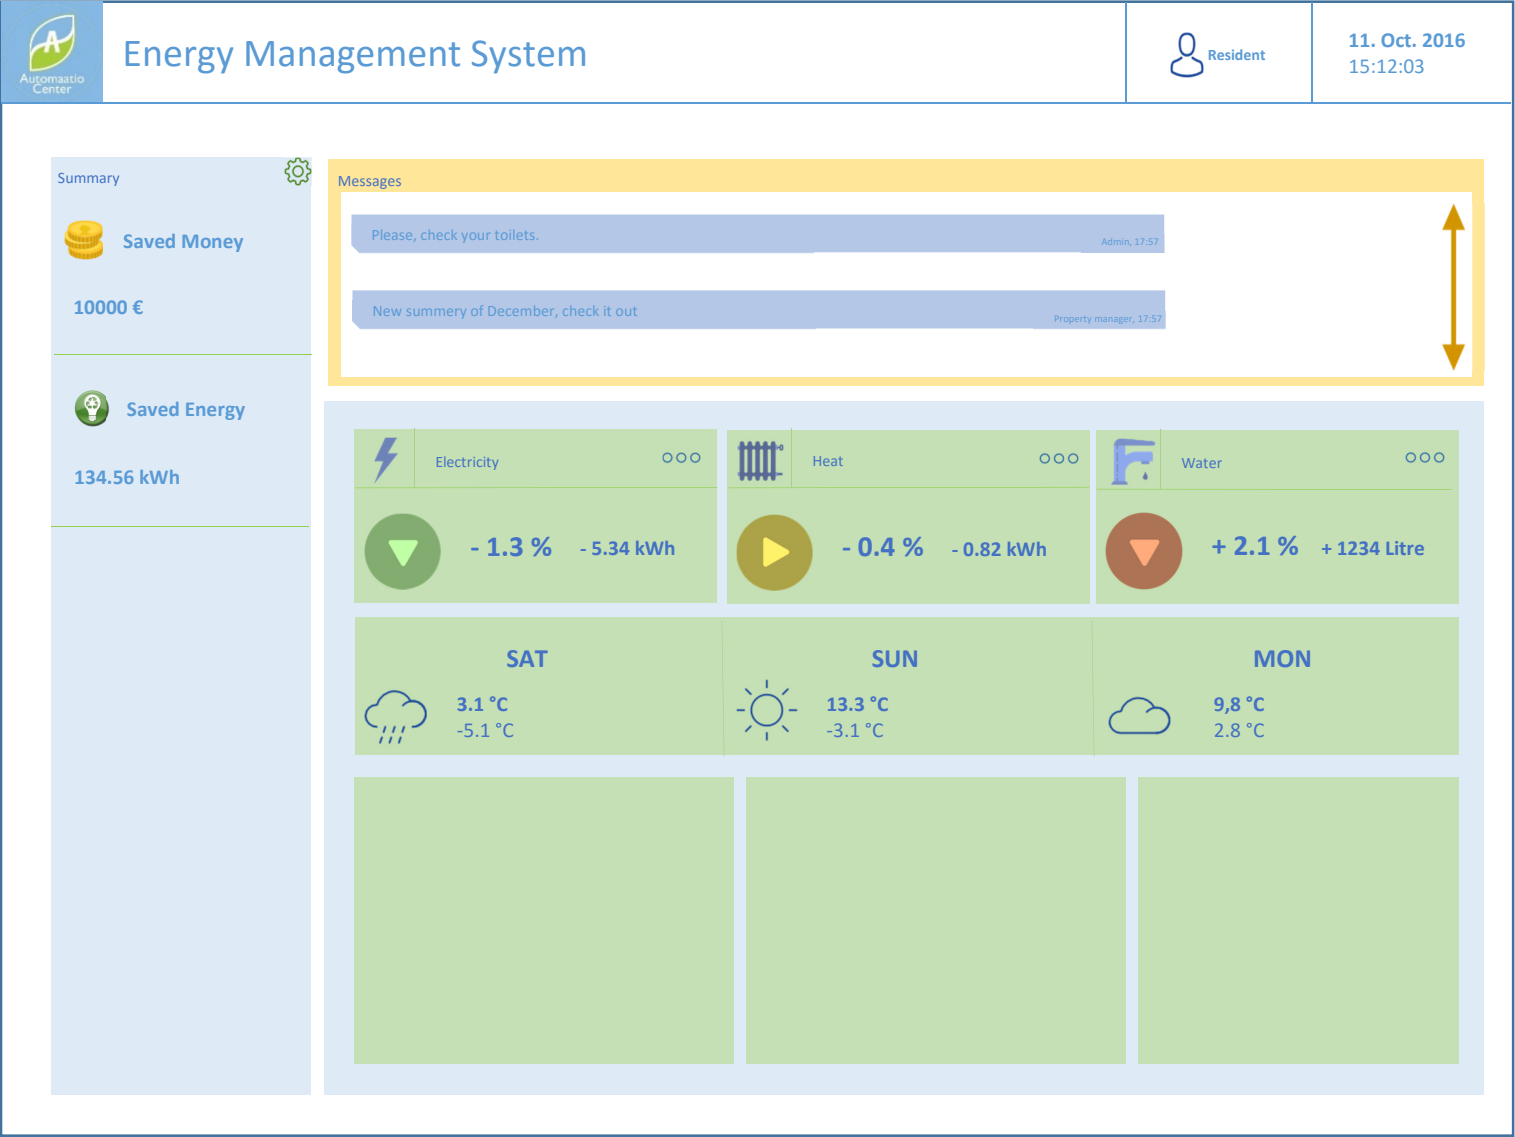 A
Automaatio
Center
Energy Management System
Resident
11. Oct. 2016
15:12:03
Summary
Saved Money
10000 €
Saved Energy
134.56 kWh
Messages
Please, check your toilets.
Admin, 17:57
New summery of December, check it out
Property manager, 17:57
Electricity
- 1.3 % - 5.34 kWh
Heat
- 0.4 % - 0.82 kWh
Water
+ 2.1 % + 1234 Litre
SAT
3.1 °C
-5.1 °C
SUN
13.3 °C
-3.1 °C
MON
9,8 °C
2.8 °C